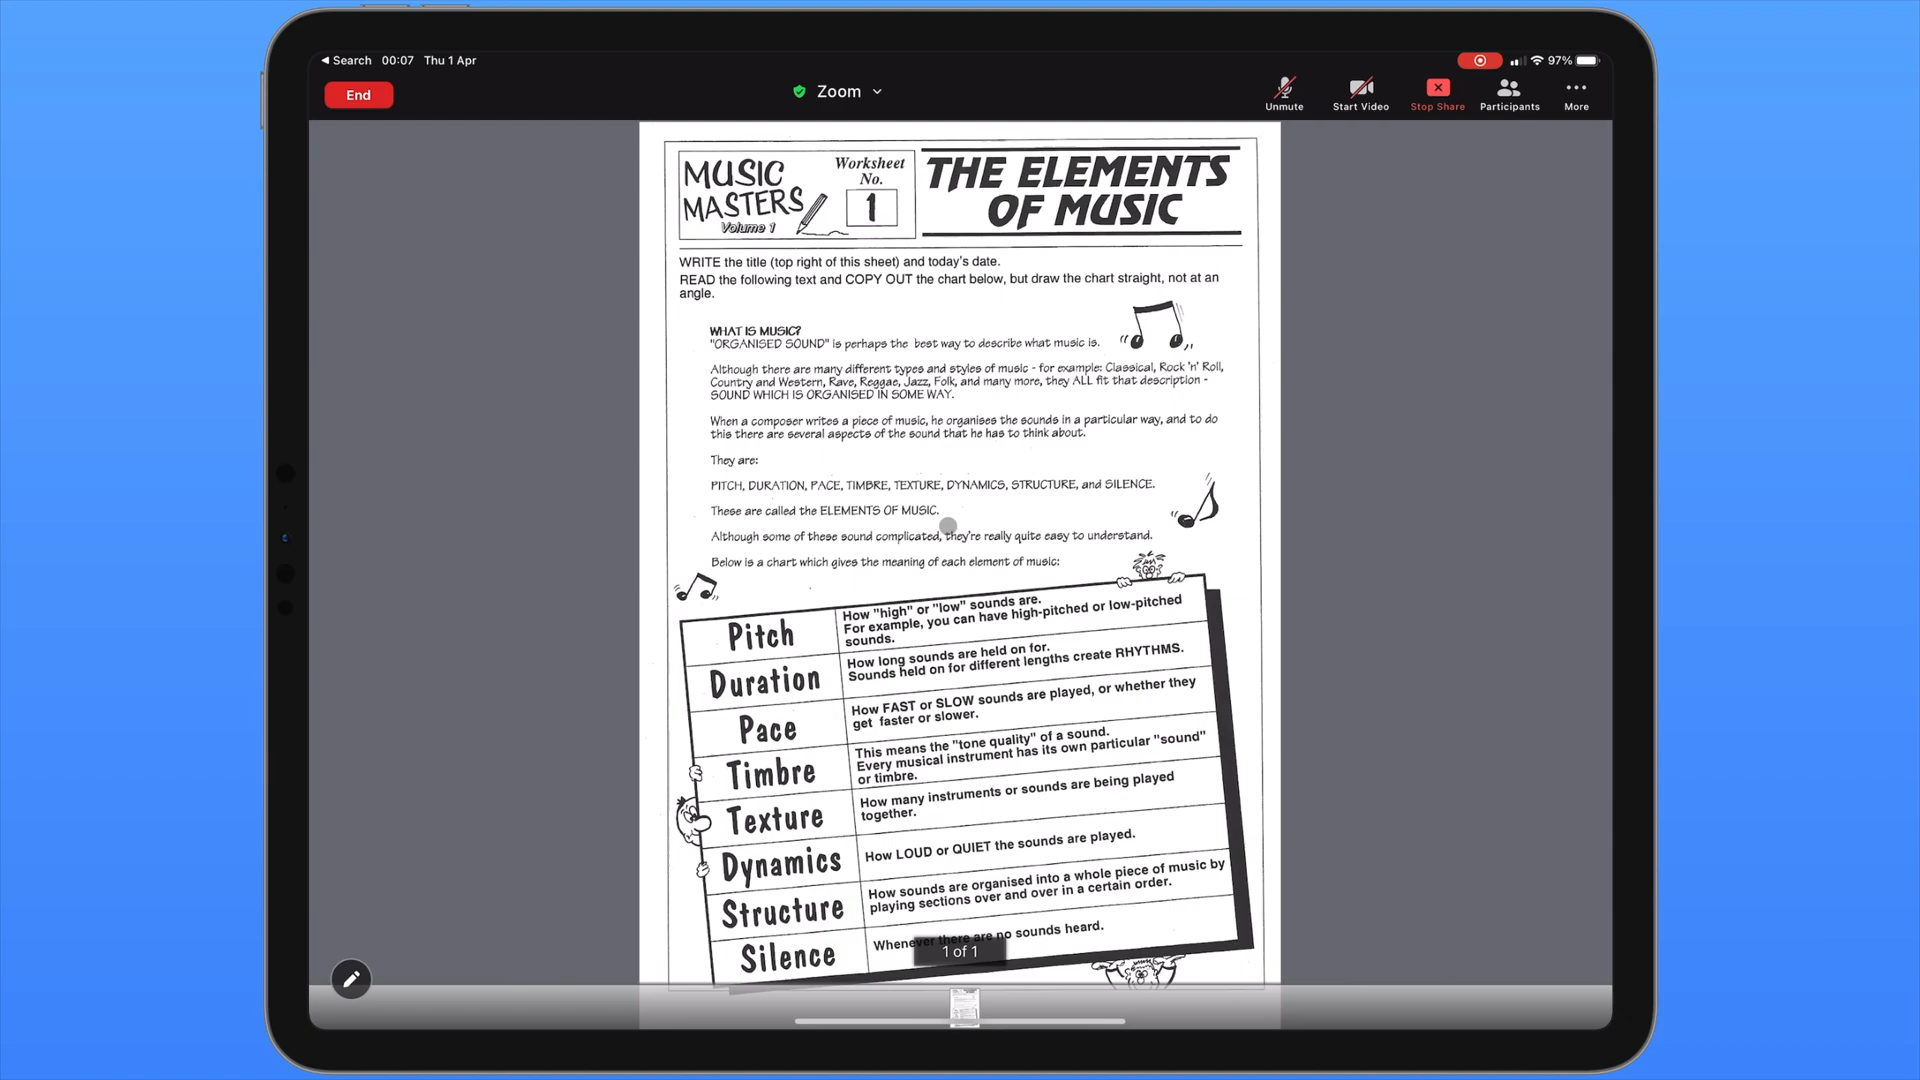 Search 00:07 Thu 1 Apr
97%
End
Zoom
Unmute
Start Video
Stop Share
Participants
More
MUSIC
MASTERS
Volume 1
Worksheet
No.
1
THE ELEMENTS
OF MUSIC
WRITE the title (top right of this sheet) and today's date.
READ the following text and COPY OUT the chart below, but draw the chart straight, not at an
angle.
WHAT IS MUSIC?
"ORGANISED SOUND" is perhaps the best way to describe what music is.
Although there are many different types and styles of music - for example: Classical, Rock 'n' Roll,
Country and Western, Rave, Reggae, Jazz, Folk, and many more, they ALL fit that description -
SOUND WHICH IS ORGANISED IN SOME WAY.
When a composer writes a piece of music, he organises the sounds in a particular way, and to do
this there are several aspects of the sound that he has to think about.
They are:
PITCH, DURATION, PACE, TIMBRE, TEXTURE, DYNAMICS, STRUCTURE, and SILENCE.
These are called the ELEMENTS OF MUSIC.
Although some of these sound complicated, they're really quite easy to understand.
Below is a chart which gives the meaning of each element of music:
Pitch
How "high" or "low" sounds are.
For example, you can have high-pitched or low-pitched
sounds.
Duration
How long sounds are held on for.
Sounds held on for different lengths create RHYTHMS.
Pace
How FAST or SLOW sounds are played, or whether they
get faster or slower.
Timbre
This means the "tone quality" of a sound.
Every musical instrument has its own particular "sound"
or timbre.
Texture
How many instruments or sounds are being played
together.
Dynamics
How LOUD or QUIET the sounds are played.
Structure
How sounds are organised into a whole piece of music by
playing sections over and over in a certain order.
Silence
Whenever there are no sounds heard.
1 of 1